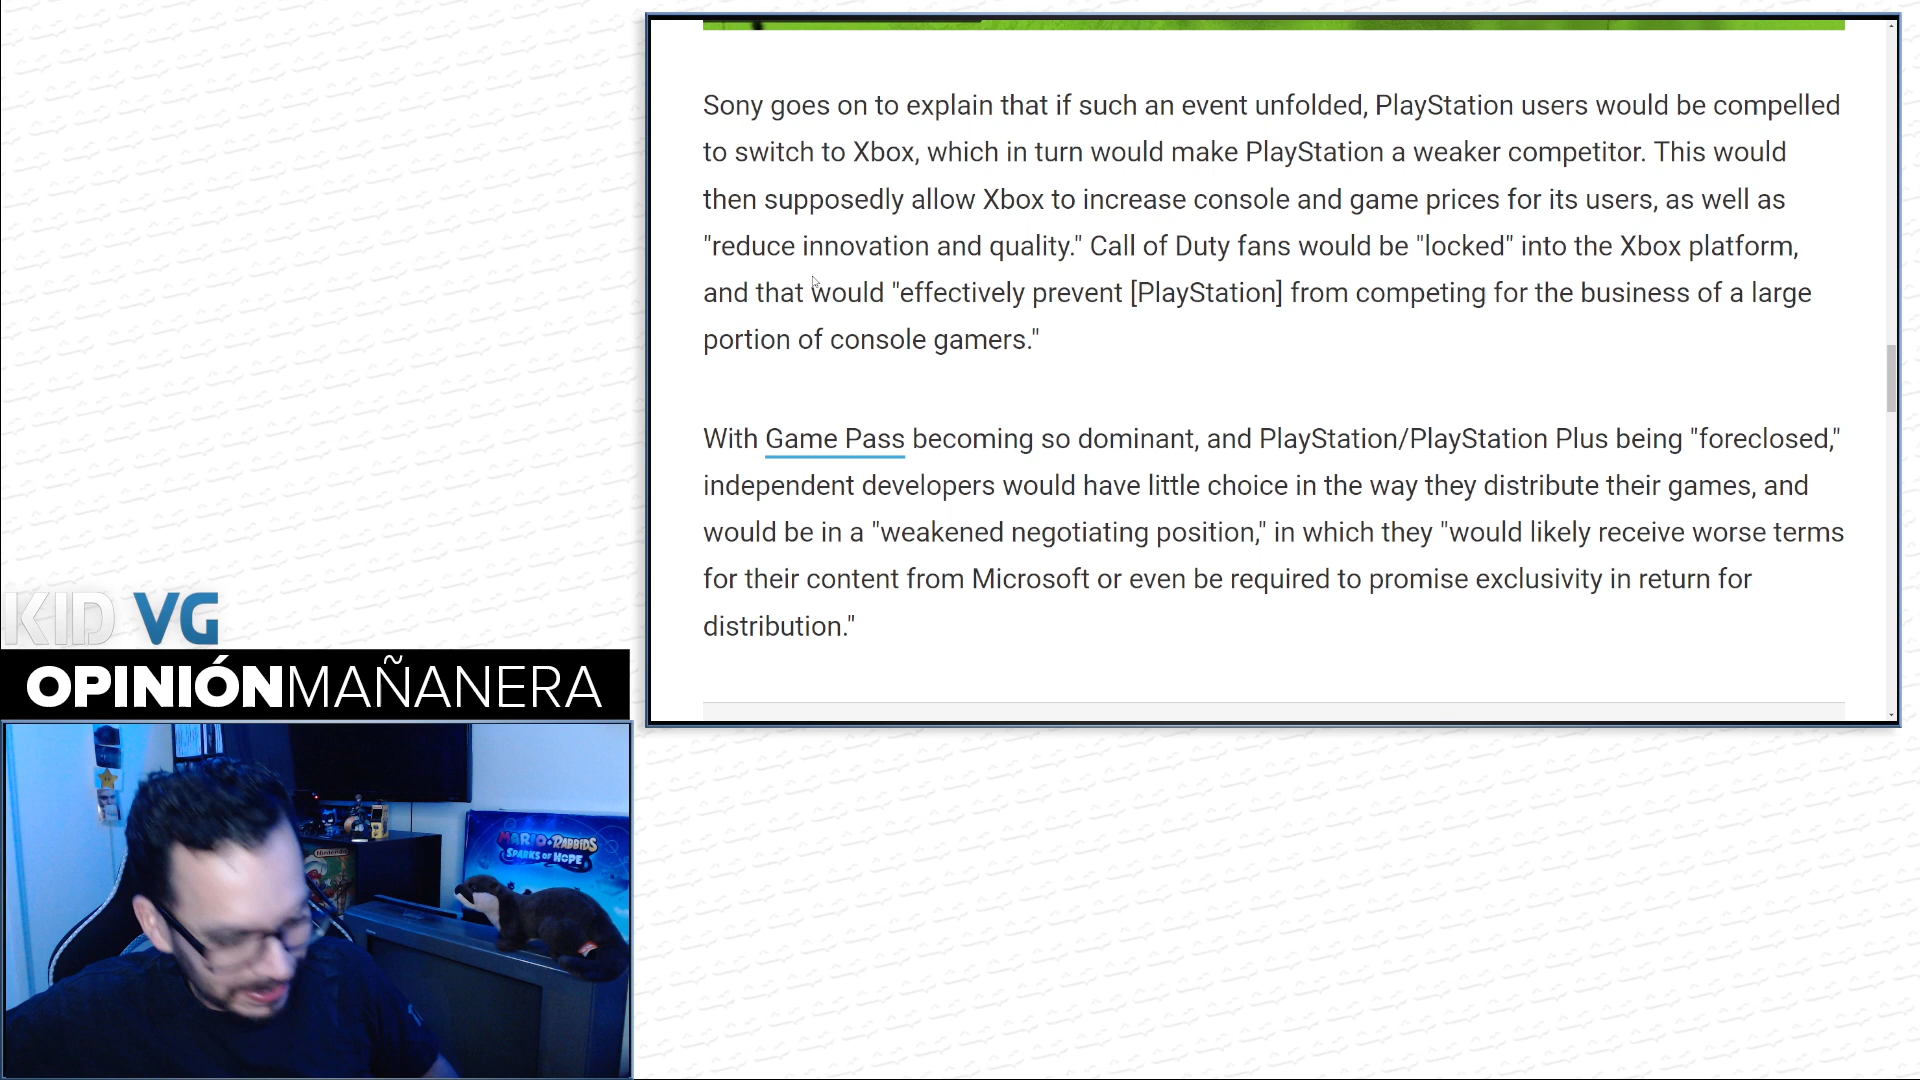 Sony goes on to explain that if such an event unfolded, PlayStation users would be compelled
to switch to Xbox, which in turn would make PlayStation a weaker competitor. This would
then supposedly allow Xbox to increase console and game prices for its users, as well as
"reduce innovation and quality." Call of Duty fans would be "locked" into the Xbox platform,
and that would "effectively prevent [PlayStation] from competing for the business of a large
portion of console gamers."
With Game Pass becoming so dominant, and PlayStation/PlayStation Plus being "foreclosed,"
independent developers would have little choice in the way they distribute their games, and
would be in a "weakened negotiating position," in which they "would likely receive worse terms
for their content from Microsoft or even be required to promise exclusivity in return for
distribution."
KID VG
OPINIÓNMAÑANERA
MARIO + RABBIDS
SPARKS OF HOPE
Nintendo